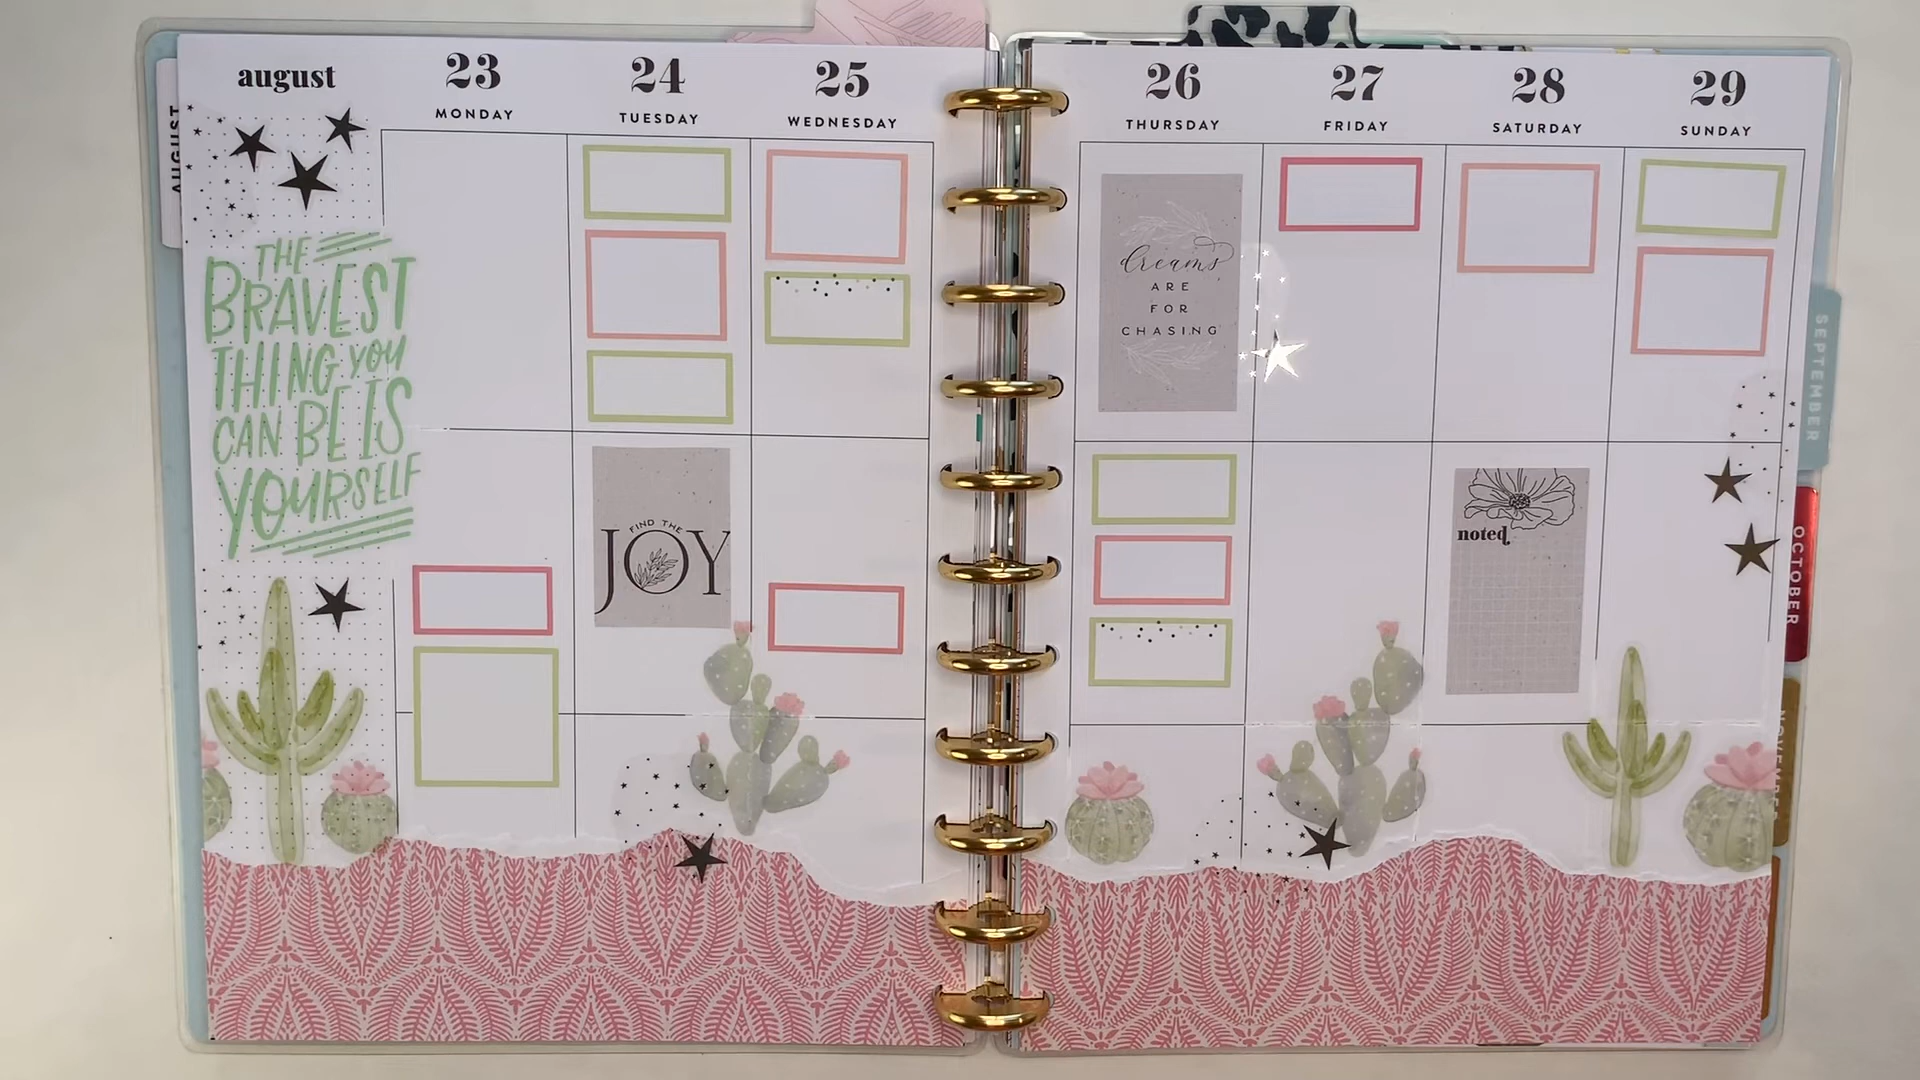 august
23
MONDAY
24
TUESDAY
25
WEDNESDAY
26
THURSDAY
27
FRIDAY
28
SATURDAY
29
SUNDAY
AUGUST
THE
BRAVEST
THING YOU
CAN BE IS
YOURSELF
FIND THE
JOY
dreams
ARE
FOR
CHASING
noted
SEPTEMBER
OCTOBER
NOVEMBER